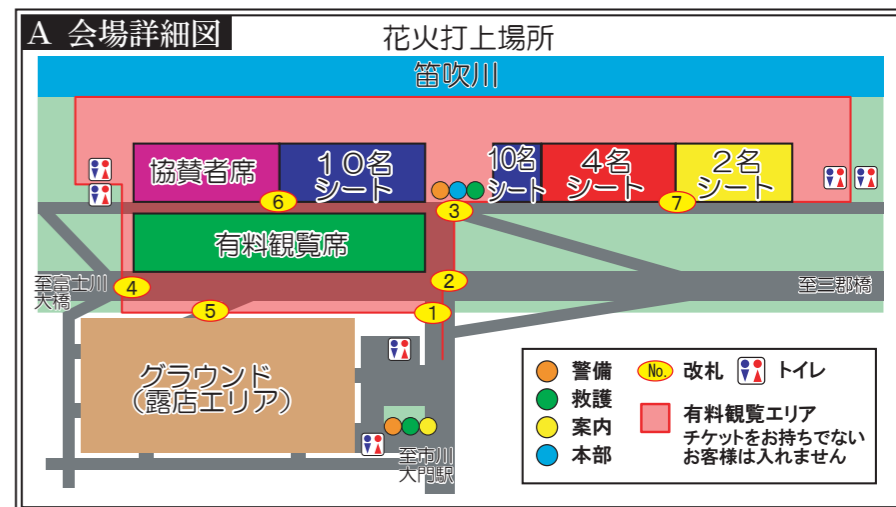 A 会場詳細図
花火打上場所
笛吹川
協賛者席
10名
シート
10名
シート
4名
シート
2名
シート
6
3
7
有料観覧席
至富士川
大橋
4
5
2
1
至三郡橋
グラウンド
(露店エリア)
至市川
大門駅
警備
救護
案内
本部
No. 改札
トイレ
有料観覧エリア
チケットをお持ちでない
お客様は入れません